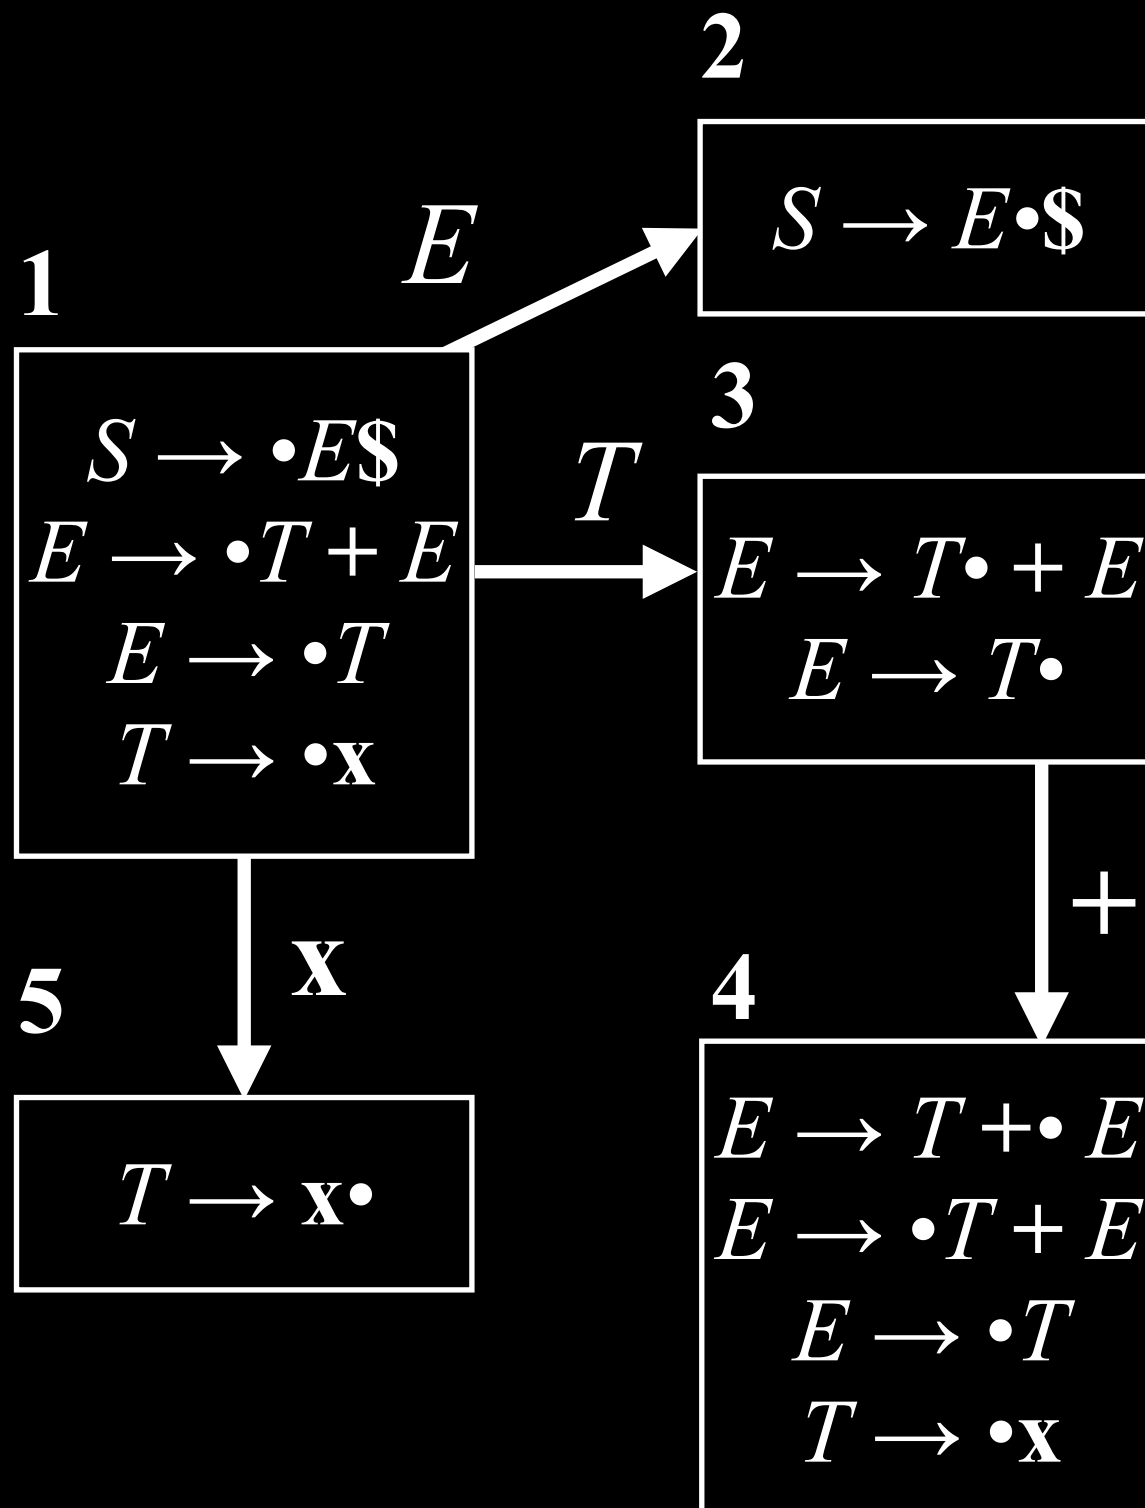 2
S → E•$
E
1
S → •E$
E → •T + E
E → •T
T → •x
T
3
E → T• + E
E → T•
x
+
5
T → x•
4
E → T +• E
E → •T + E
E → •T
T → •x